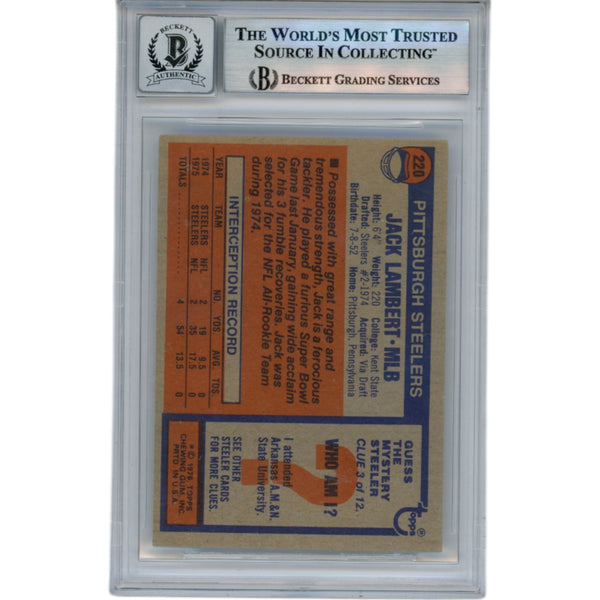 BECKETT
B
AUTHENTIC
THE WORLD'S MOST TRUSTED
SOURCE IN COLLECTING™
B BECKETT GRADING SERVICES
220
PITTSBURGH STEELERS
JACK LAMBERT • MLB
Height: 6'4" Weight: 220 College: Kent State
Drafted: Steelers #2-1974 Acquired: Via Draft
Birthdate: 7-8-52 Home: Pittsburgh, Pennsylvania
■ Possessed with great range and
tremendous strength, Jack is a ferocious
tackler. He played a furious Super Bowl
Game last January, gaining wide acclaim
for his 3 fumble recoveries. Jack was
selected for the NFL All-Rookie Team
during 1974.
INTERCEPTION RECORD
YEAR TEAM NO. YDS. AVG. TDS
1974 STEELERS NFL 2 19 9.5 0
1975 STEELERS NFL 2 35 17.5 0
TOTALS 4 54 13.5 0
topps®
GUESS
THE
MYSTERY
STEELER
CLUE 3 of 12.
?
WHO AM I?
I attended
Arkansas A.M.&N.
State University.
SEE OTHER
STEELER CARDS
FOR MORE CLUES.
© 1976 TOPPS
CHEWING GUM, INC.
PRTD. IN U.S.A.